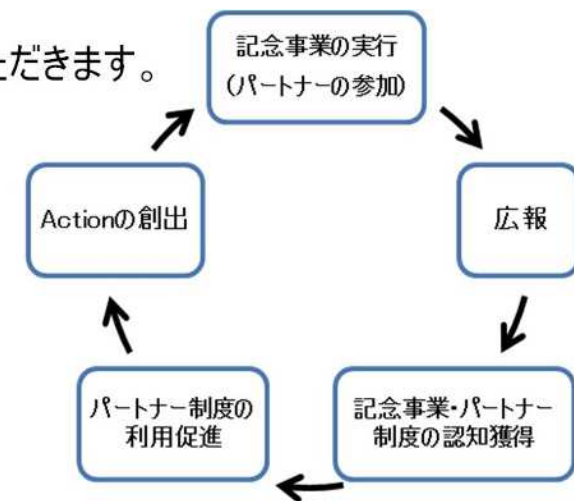 ただきます。
記念事業の実行
(パートナーの参加)
広報
記念事業・パートナー
制度の認知獲得
パートナー制度の
利用促進
Actionの創出